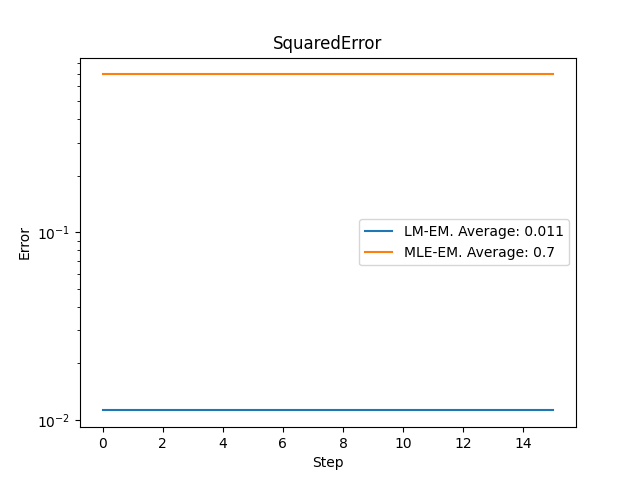 SquaredError
Error
10⁻¹
10⁻²
LM-EM. Average: 0.011
MLE-EM. Average: 0.7
0 2 4 6 8 10 12 14
Step